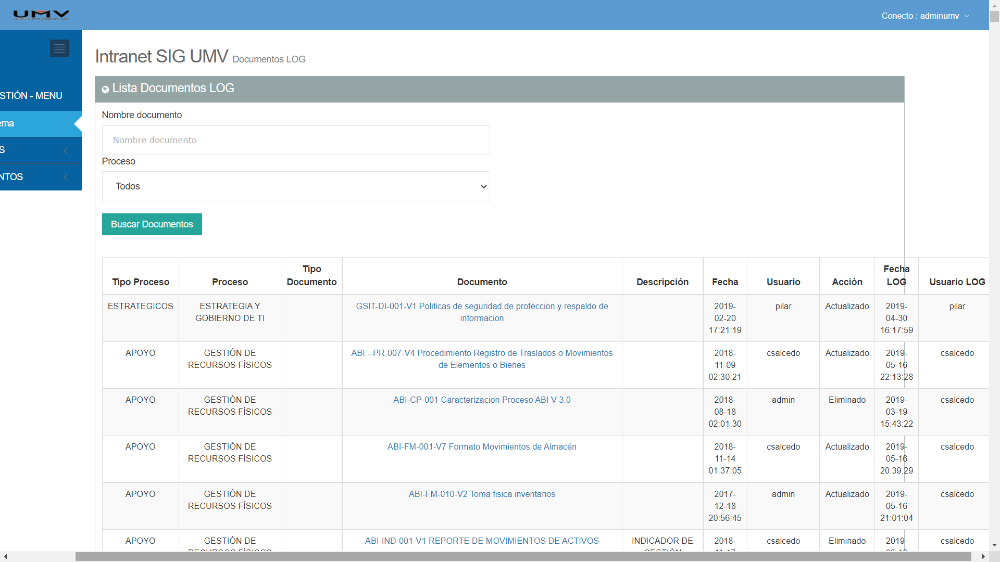 UMV
Conecto : adminumv
STIÓN - MENU
ema
S
NTOS
Intranet SIG UMV Documentos LOG
Lista Documentos LOG
Nombre documento
Nombre documento
Proceso
Todos
Buscar Documentos
Tipo Proceso Proceso Tipo Documento Documento Descripción Fecha Usuario Acción Fecha LOG Usuario LOG
ESTRATEGICOS ESTRATEGIA Y GOBIERNO DE TI GSIT-DI-001-V1 Politicas de seguridad de proteccion y respaldo de informacion 2019-02-20 17:21:19 pilar Actualizado 2019-04-30 16:17:59 pilar
APOYO GESTIÓN DE RECURSOS FÍSICOS ABI --PR-007-V4 Procedimiento Registro de Traslados o Movimientos de Elementos o Bienes 2018-11-09 02:30:21 csalcedo Actualizado 2019-05-16 22:13:28 csalcedo
APOYO GESTIÓN DE RECURSOS FÍSICOS ABI-CP-001 Caracterizacion Proceso ABI V 3.0 2018-08-18 02:01:30 admin Eliminado 2019-03-19 15:43:22 csalcedo
APOYO GESTIÓN DE RECURSOS FÍSICOS ABI-FM-001-V7 Formato Movimientos de Almacén 2018-11-14 01:37:05 csalcedo Actualizado 2019-05-16 20:39:29 csalcedo
APOYO GESTIÓN DE RECURSOS FÍSICOS ABI-FM-010-V2 Toma fisica inventarios 2017-12-18 20:56:45 admin Actualizado 2019-05-16 21:01:04 csalcedo
APOYO GESTIÓN DE RECURSOS FÍSICOS ABI-IND-001-V1 REPORTE DE MOVIMIENTOS DE ACTIVOS INDICADOR DE GESTIÓN 2018- csalcedo Eliminado 2019- csalcedo